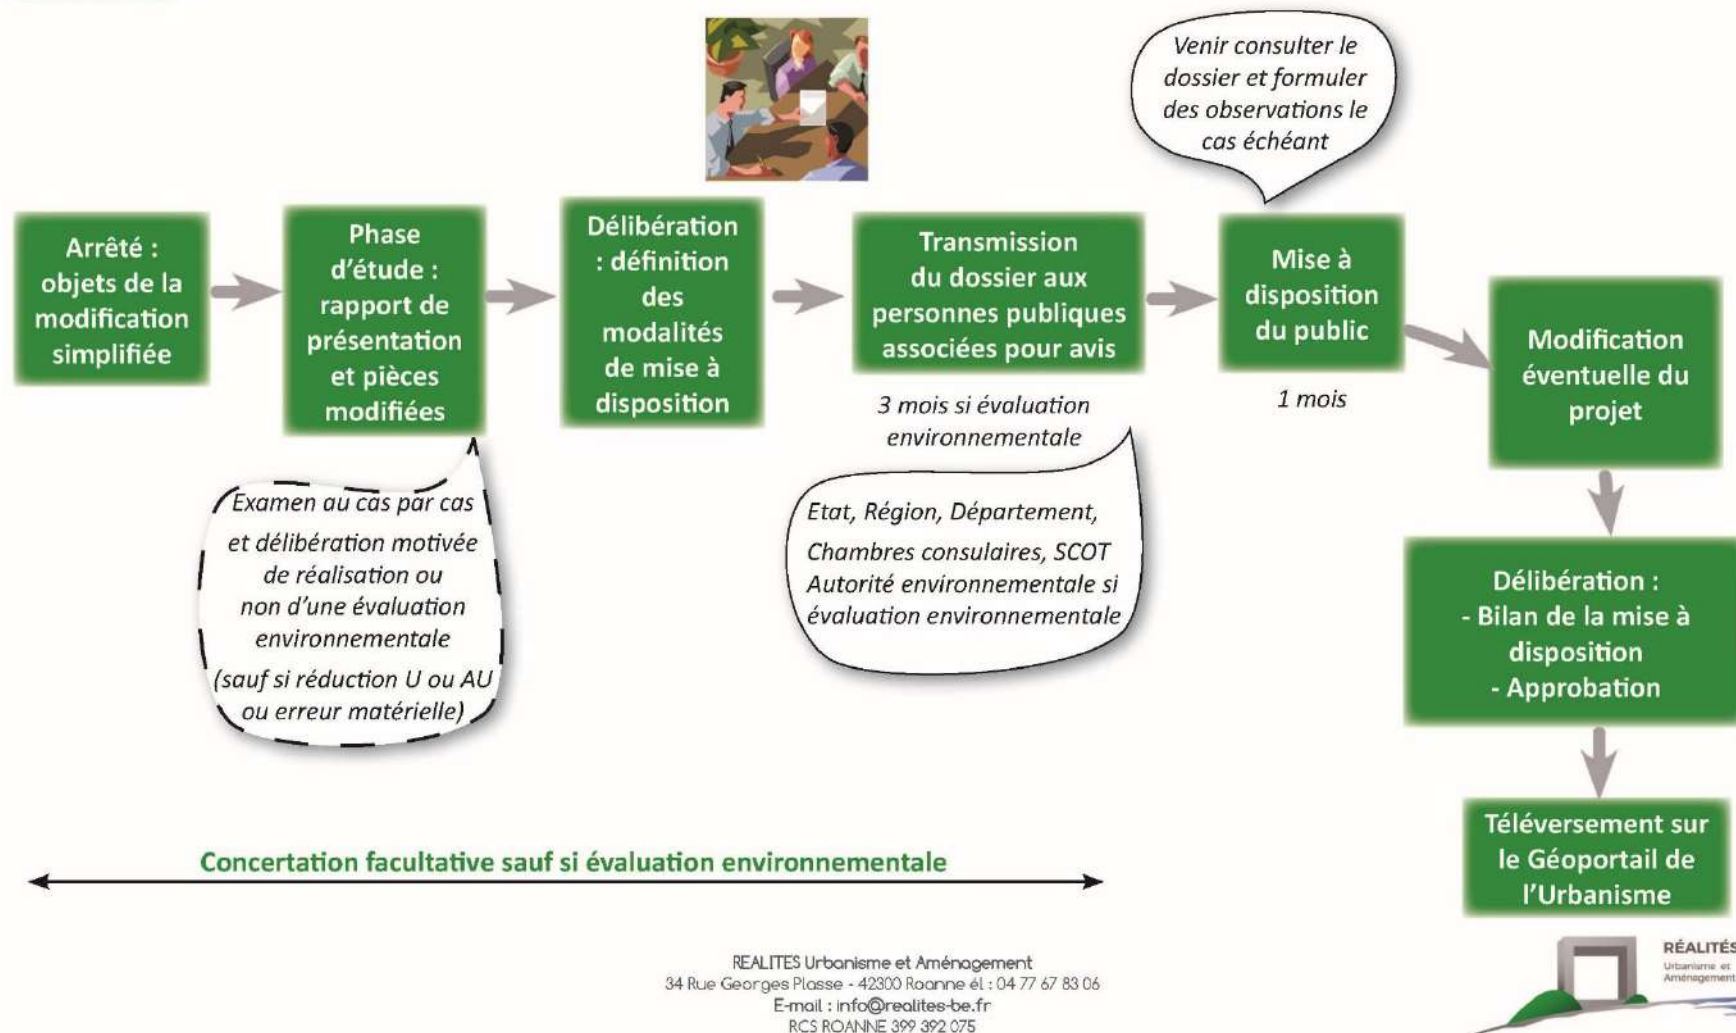 Arrêté :
objets de la
modification
simplifiée
Phase
d’étude :
rapport de
présentation
et pièces
modifiées
Examen au cas par cas
et délibération motivée
de réalisation ou
non d’une évaluation
environnementale
(sauf si réduction U ou AU
ou erreur matérielle)
Délibération
: définition
des
modalités
de mise à
disposition
Transmission
du dossier aux
personnes publiques
associées pour avis
3 mois si évaluation
environnementale
Etat, Région, Département,
Chambres consulaires, SCOT
Autorité environnementale si
évaluation environnementale
Venir consulter le
dossier et formuler
des observations le
cas échéant
Mise à
disposition
du public
1 mois
Modification
éventuelle du
projet
Délibération :
- Bilan de la mise à
disposition
- Approbation
Téléversement sur
le Géoportail de
l’Urbanisme
Concertation facultative sauf si évaluation environnementale
REALITES Urbanisme et Aménagement
34 Rue Georges Plasse - 42300 Roanne él : 04 77 67 83 06
E-mail : info@realites-be.fr
RCS ROANNE 399 392 075
RÉALITÉS
Urbanisme et
Aménagement